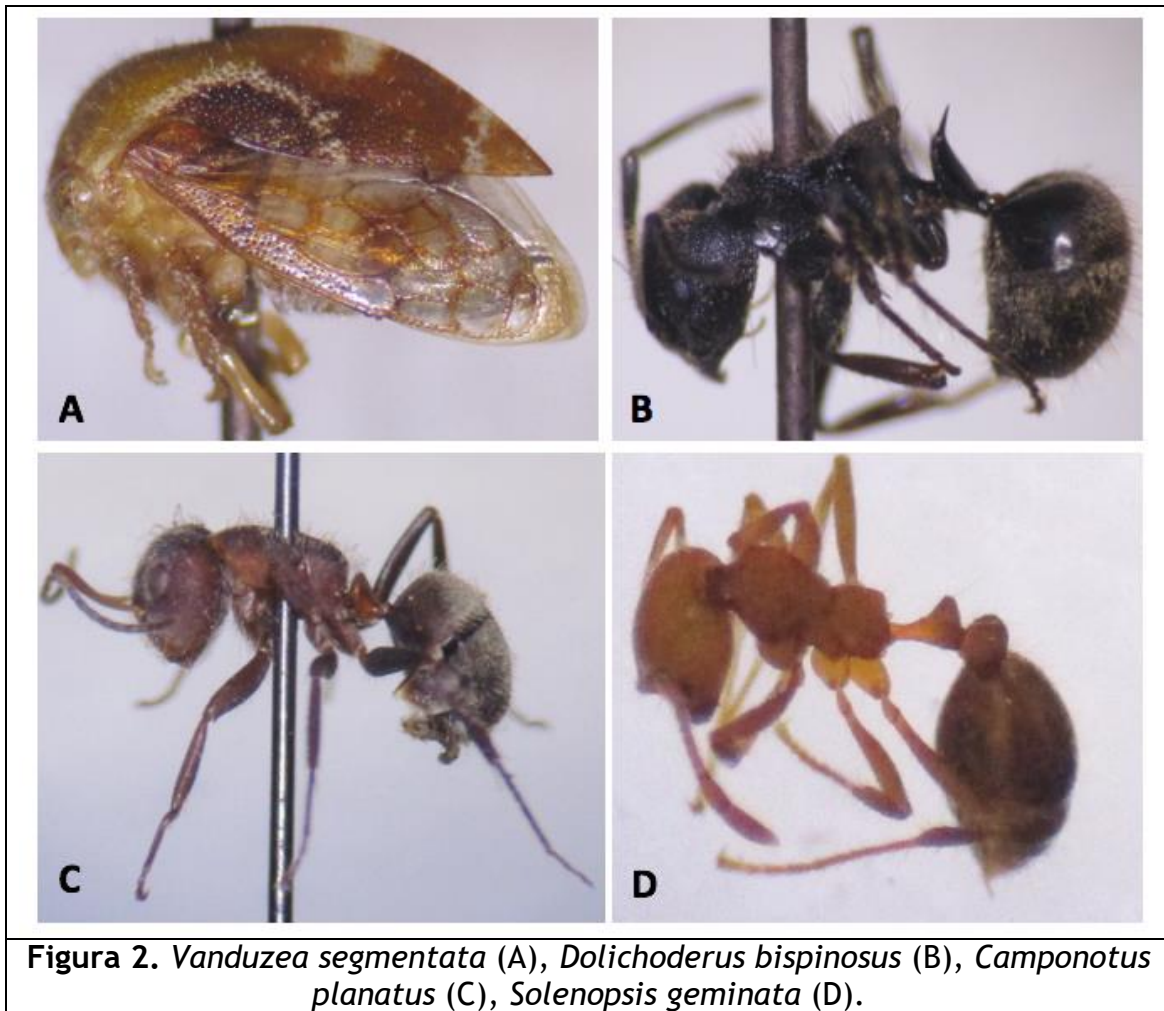 A
B
C
D
Figura 2. Vanduzea segmentata (A), Dolichoderus bispinosus (B), Camponotus
planatus (C), Solenopsis geminata (D).